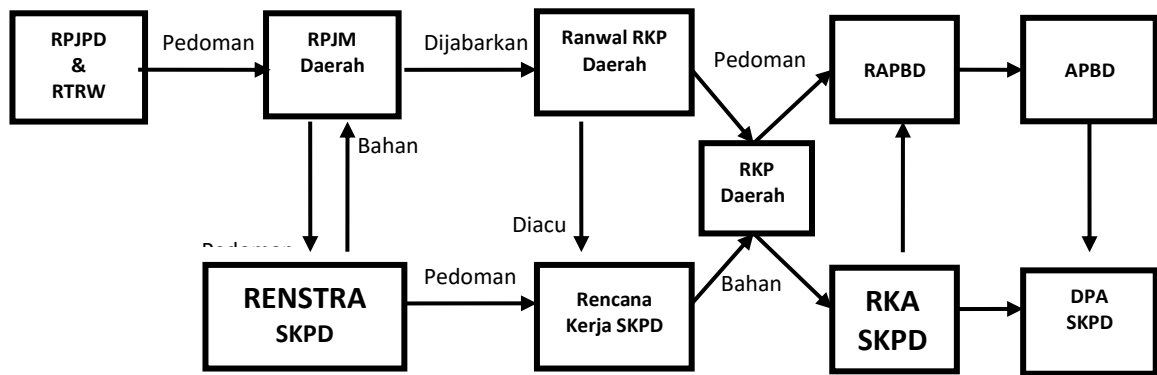 RPJPD
&
RTRW
Pedoman
RPJM
Daerah
Dijabarkan
Ranwal RKP
Daerah
Pedoman
RAPBD
APBD
Bahan
RKP
Daerah
Diacu
Pedoman
RENSTRA
SKPD
Pedoman
Rencana
Kerja SKPD
Bahan
RKA
SKPD
DPA
SKPD